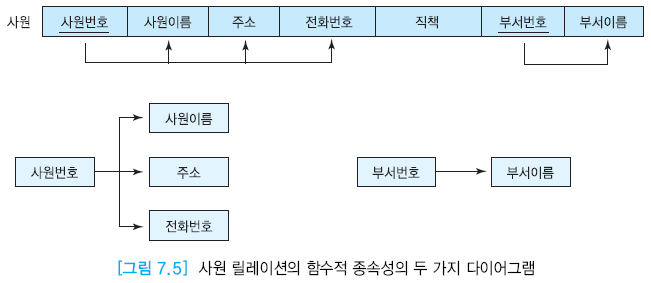 사원 사원번호 사원이름 주소 전화번호 직책 부서번호 부서이름
사원이름
사원번호 주소 부서번호 부서이름
전화번호
[그림 7.5] 사원 릴레이션의 함수적 종속성의 두 가지 다이어그램